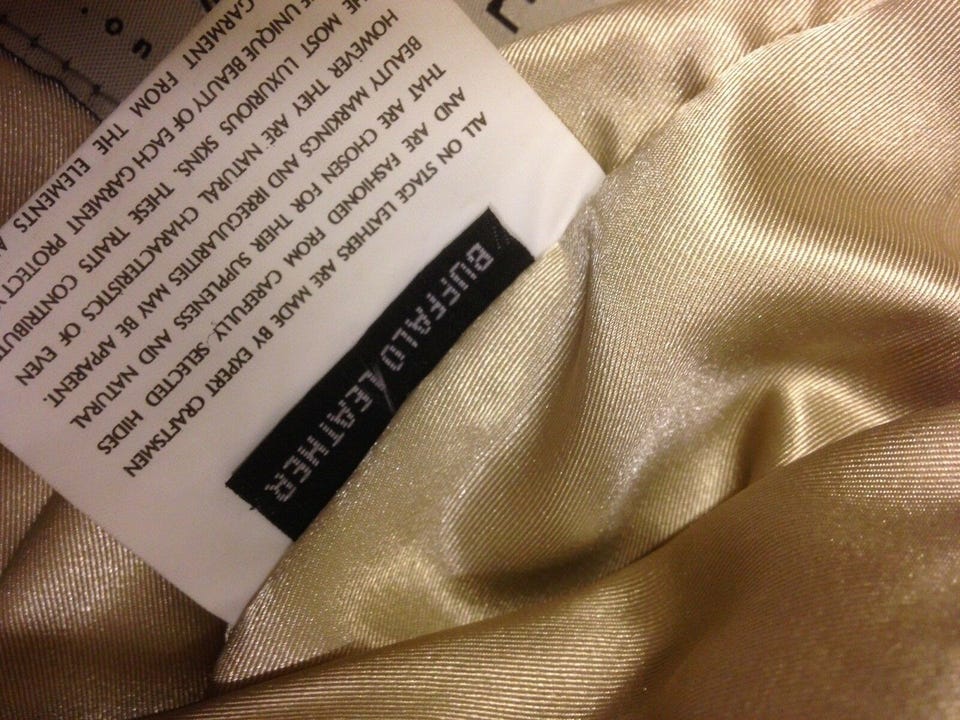 BUFFALO/LEATHER
ALL ON STAGE LEATHERS ARE MADE BY EXPERT CRAFTSMEN
AND ARE FASHIONED FROM CAREFULLY SELECTED HIDES
THAT ARE CHOSEN FOR THEIR SUPPLENESS AND NATURAL
BEAUTY MARKINGS AND IRREGULARITIES MAY BE APPARENT.
HOWEVER THEY ARE NATURAL CHARACTERISTICS OF EVEN
THE MOST LUXURIOUS SKINS. THESE TRAITS CONTRIBUT
UNIQUE BEAUTY OF EACH GARMENT PROTECT
GARMENT FROM THE ELEMENTS
on